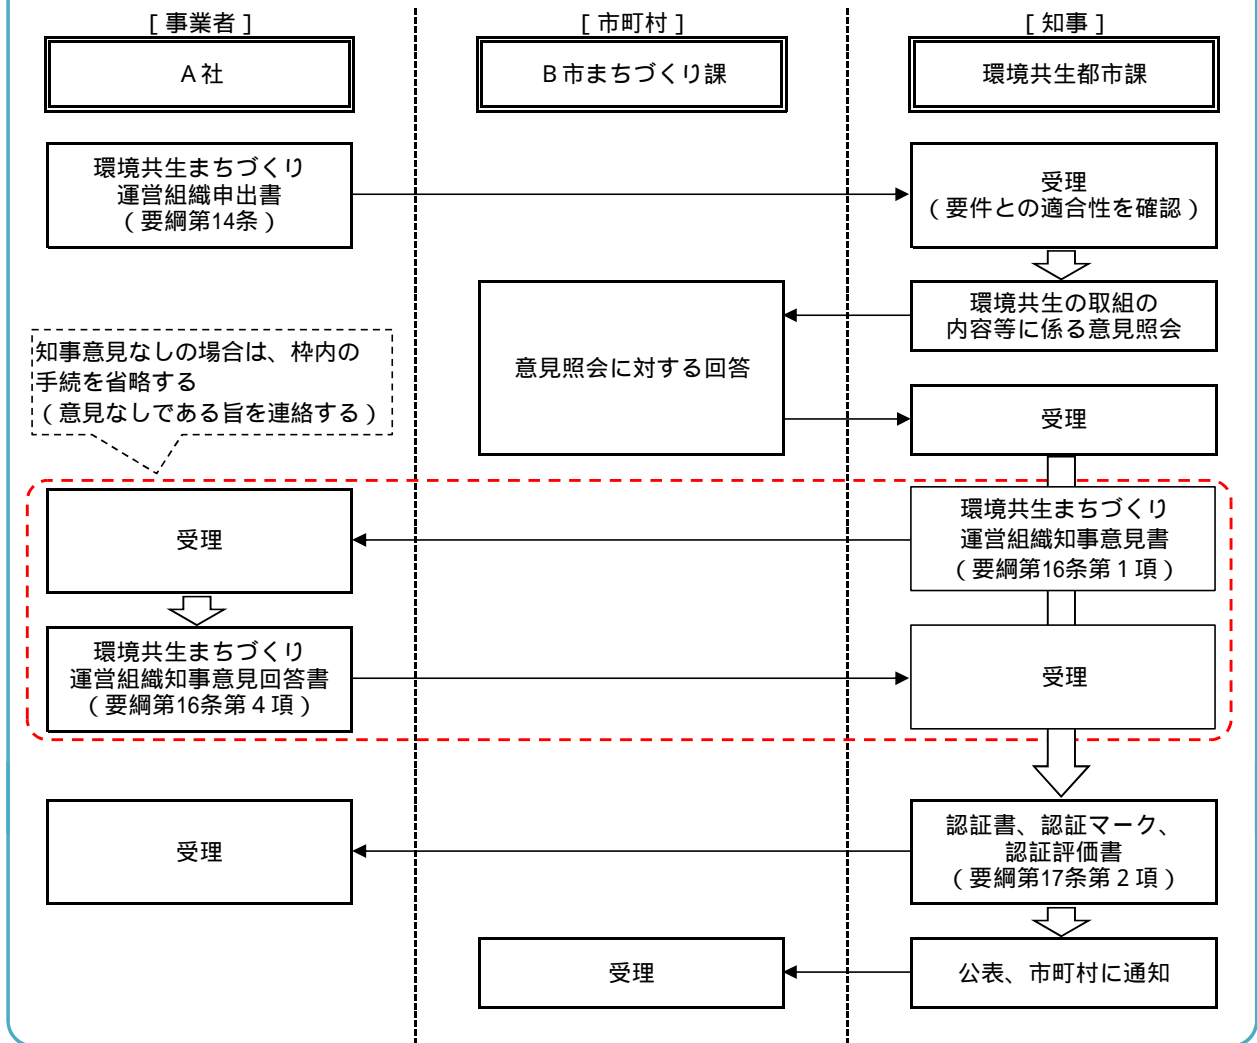 ［事業者］
［市町村］
［知事］
Ａ社
Ｂ市まちづくり課
環境共生都市課
環境共生まちづくり
運営組織申出書
（要綱第14条）
受理
（要件との適合性を確認）
環境共生の取組の
内容等に係る意見照会
意見照会に対する回答
知事意見なしの場合は、枠内の
手続を省略する
（意見なしである旨を連絡する）
受理
受理
環境共生まちづくり
運営組織知事意見書
（要綱第16条第１項）
環境共生まちづくり
運営組織知事意見回答書
（要綱第16条第４項）
受理
受理
認証書、認証マーク、
認証評価書
（要綱第17条第２項）
受理
公表、市町村に通知